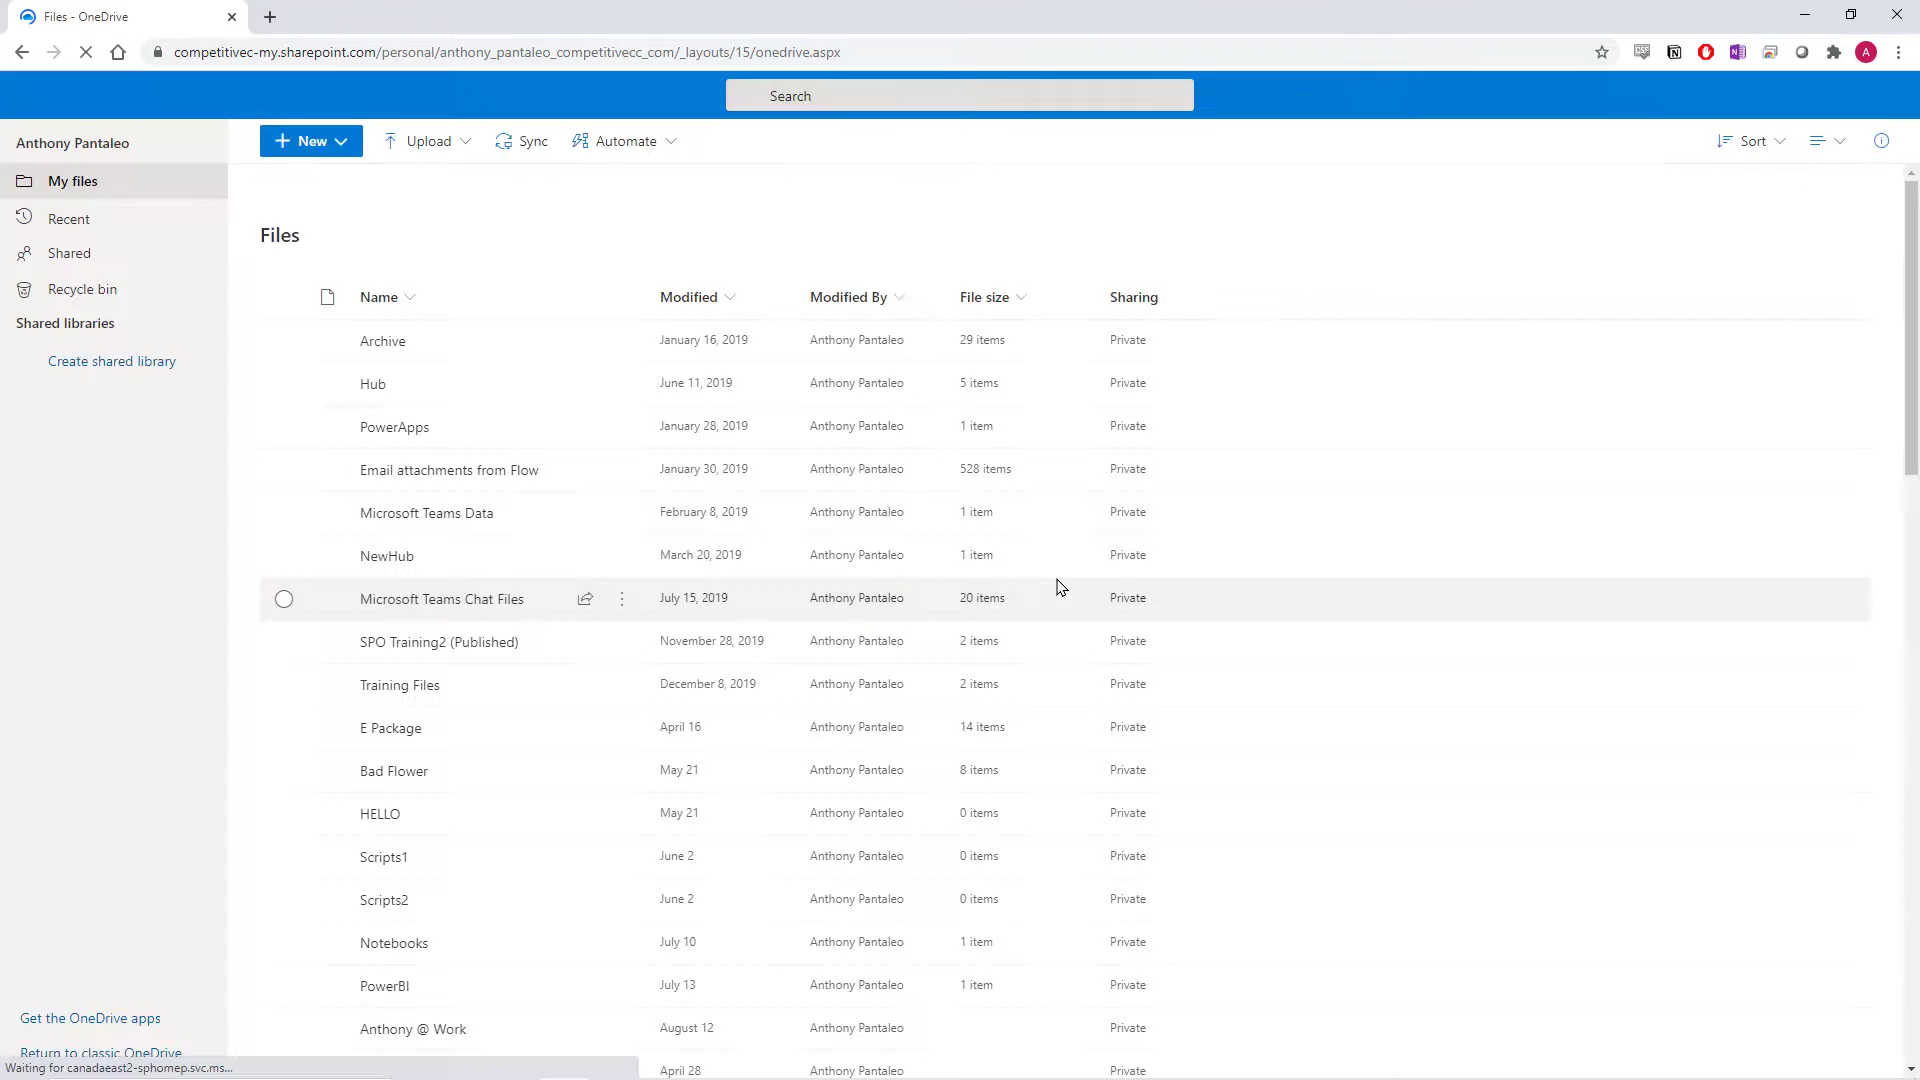 Files - OneDrive
competitivec-my.sharepoint.com/personal/anthony_pantaleo_competitivecc_com/_layouts/15/onedrive.aspx
A
Search
Anthony Pantaleo
New
Upload
Sync
Automate
Sort
My files
Recent
Shared
Recycle bin
Shared libraries
Create shared library
Files
Name Modified Modified By File size Sharing
Archive January 16, 2019 Anthony Pantaleo 29 items Private
Hub June 11, 2019 Anthony Pantaleo 5 items Private
PowerApps January 28, 2019 Anthony Pantaleo 1 item Private
Email attachments from Flow January 30, 2019 Anthony Pantaleo 528 items Private
Microsoft Teams Data February 8, 2019 Anthony Pantaleo 1 item Private
NewHub March 20, 2019 Anthony Pantaleo 1 item Private
Microsoft Teams Chat Files July 15, 2019 Anthony Pantaleo 20 items Private
SPO Training2 (Published) November 28, 2019 Anthony Pantaleo 2 items Private
Training Files December 8, 2019 Anthony Pantaleo 2 items Private
E Package April 16 Anthony Pantaleo 14 items Private
Bad Flower May 21 Anthony Pantaleo 8 items Private
HELLO May 21 Anthony Pantaleo 0 items Private
Scripts1 June 2 Anthony Pantaleo 0 items Private
Scripts2 June 2 Anthony Pantaleo 0 items Private
Notebooks July 10 Anthony Pantaleo 1 item Private
PowerBI July 13 Anthony Pantaleo 1 item Private
Anthony @ Work August 12 Anthony Pantaleo Private
April 28 Anthony Pantaleo Private
Get the OneDrive apps
Return to classic OneDrive
Waiting for canadaeast2-sphomep.svc.ms...